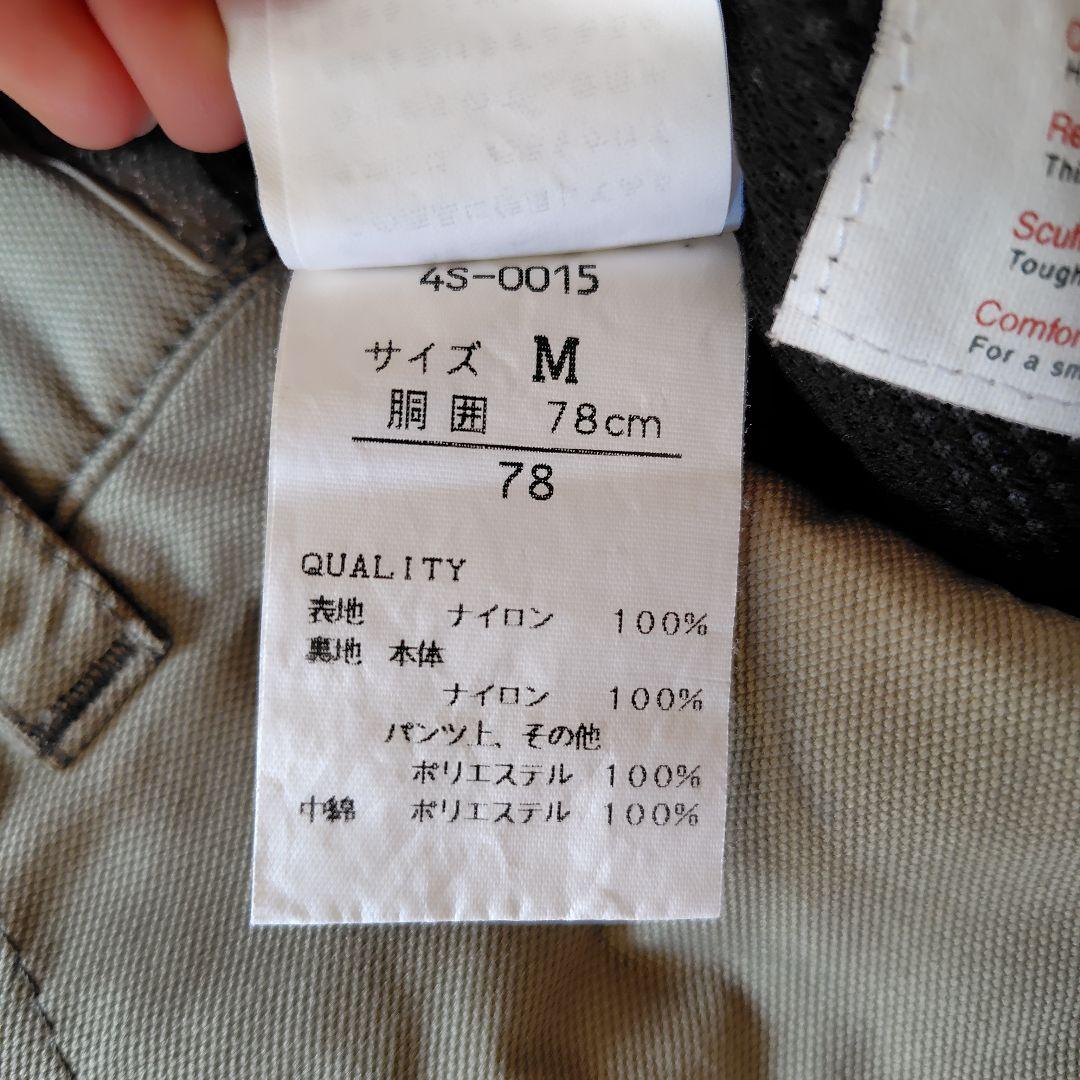 4S-0015
サイズ M
胴囲 78cm
78
QUALITY
表地 ナイロン 100%
裏地 本体
ナイロン 100%
パンツ上、その他
ポリエステル 100%
中綿 ポリエステル 100%
Tough
Comfor
For a sm